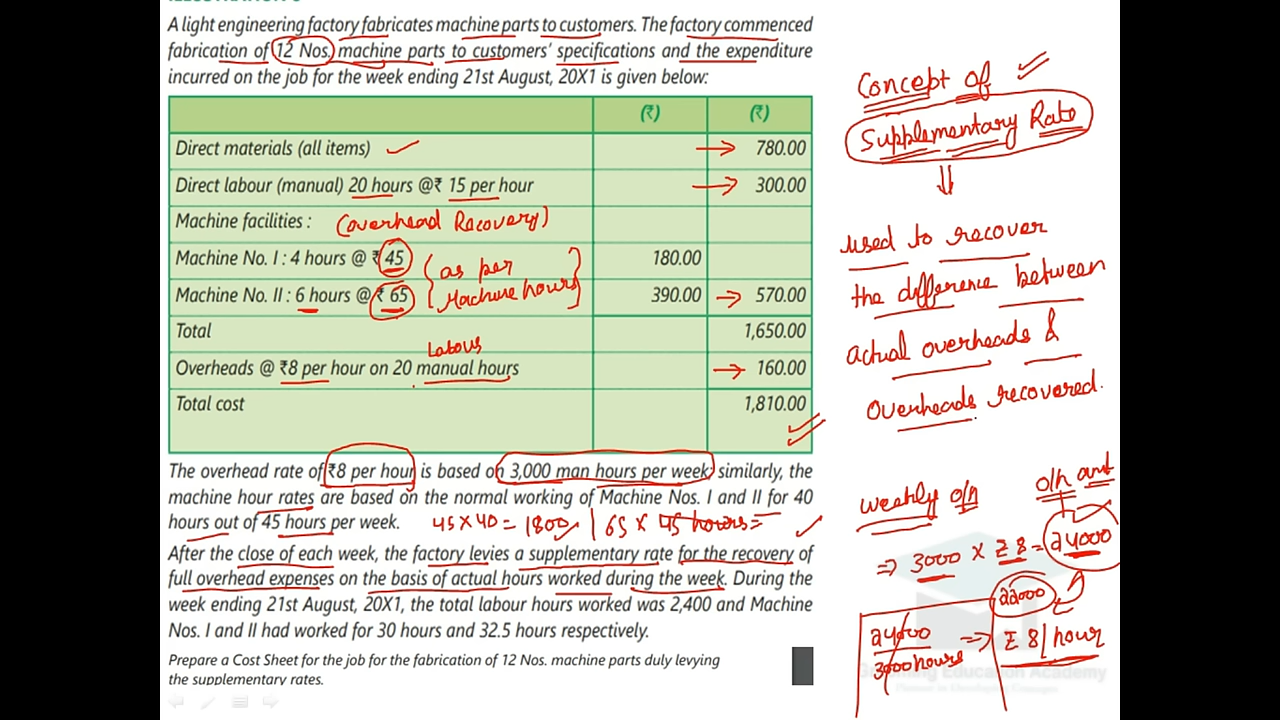 A light engineering factory fabricates machine parts to customers. The factory commenced
fabrication of 12 Nos. machine parts to customers' specifications and the expenditure
incurred on the job for the week ending 21st August, 20X1 is given below:
(₹) (₹)
Direct materials (all items) → 780.00
Direct labour (manual) 20 hours @₹ 15 per hour → 300.00
Machine facilities : (overhead Recovery)
Machine No. I : 4 hours @ ₹ 45 180.00
Machine No. II : 6 hours @ ₹ 65 390.00 → 570.00
as per
Machine hours
Total 1,650.00
Labour
Overheads @ ₹8 per hour on 20 manual hours → 160.00
Total cost 1,810.00
The overhead rate of ₹8 per hour is based on 3,000 man hours per week; similarly, the
machine hour rates are based on the normal working of Machine Nos. I and II for 40
hours out of 45 hours per week.
45 x 40 = 1800 | 65 x 45 hours =
After the close of each week, the factory levies a supplementary rate for the recovery of
full overhead expenses on the basis of actual hours worked during the week. During the
week ending 21st August, 20X1, the total labour hours worked was 2,400 and Machine
Nos. I and II had worked for 30 hours and 32.5 hours respectively.
Prepare a Cost Sheet for the job for the fabrication of 12 Nos. machine parts duly levying
the supplementary rates.
Concept of
Supplementary Rate
used to recover
the difference between
actual overheads &
overheads recovered.
weekly o/h
o/h amt
⇒ 3000 x ₹ 8 = 24000
22000
24000
3000 hours
⇒ ₹ 8 | hour
Education Academy